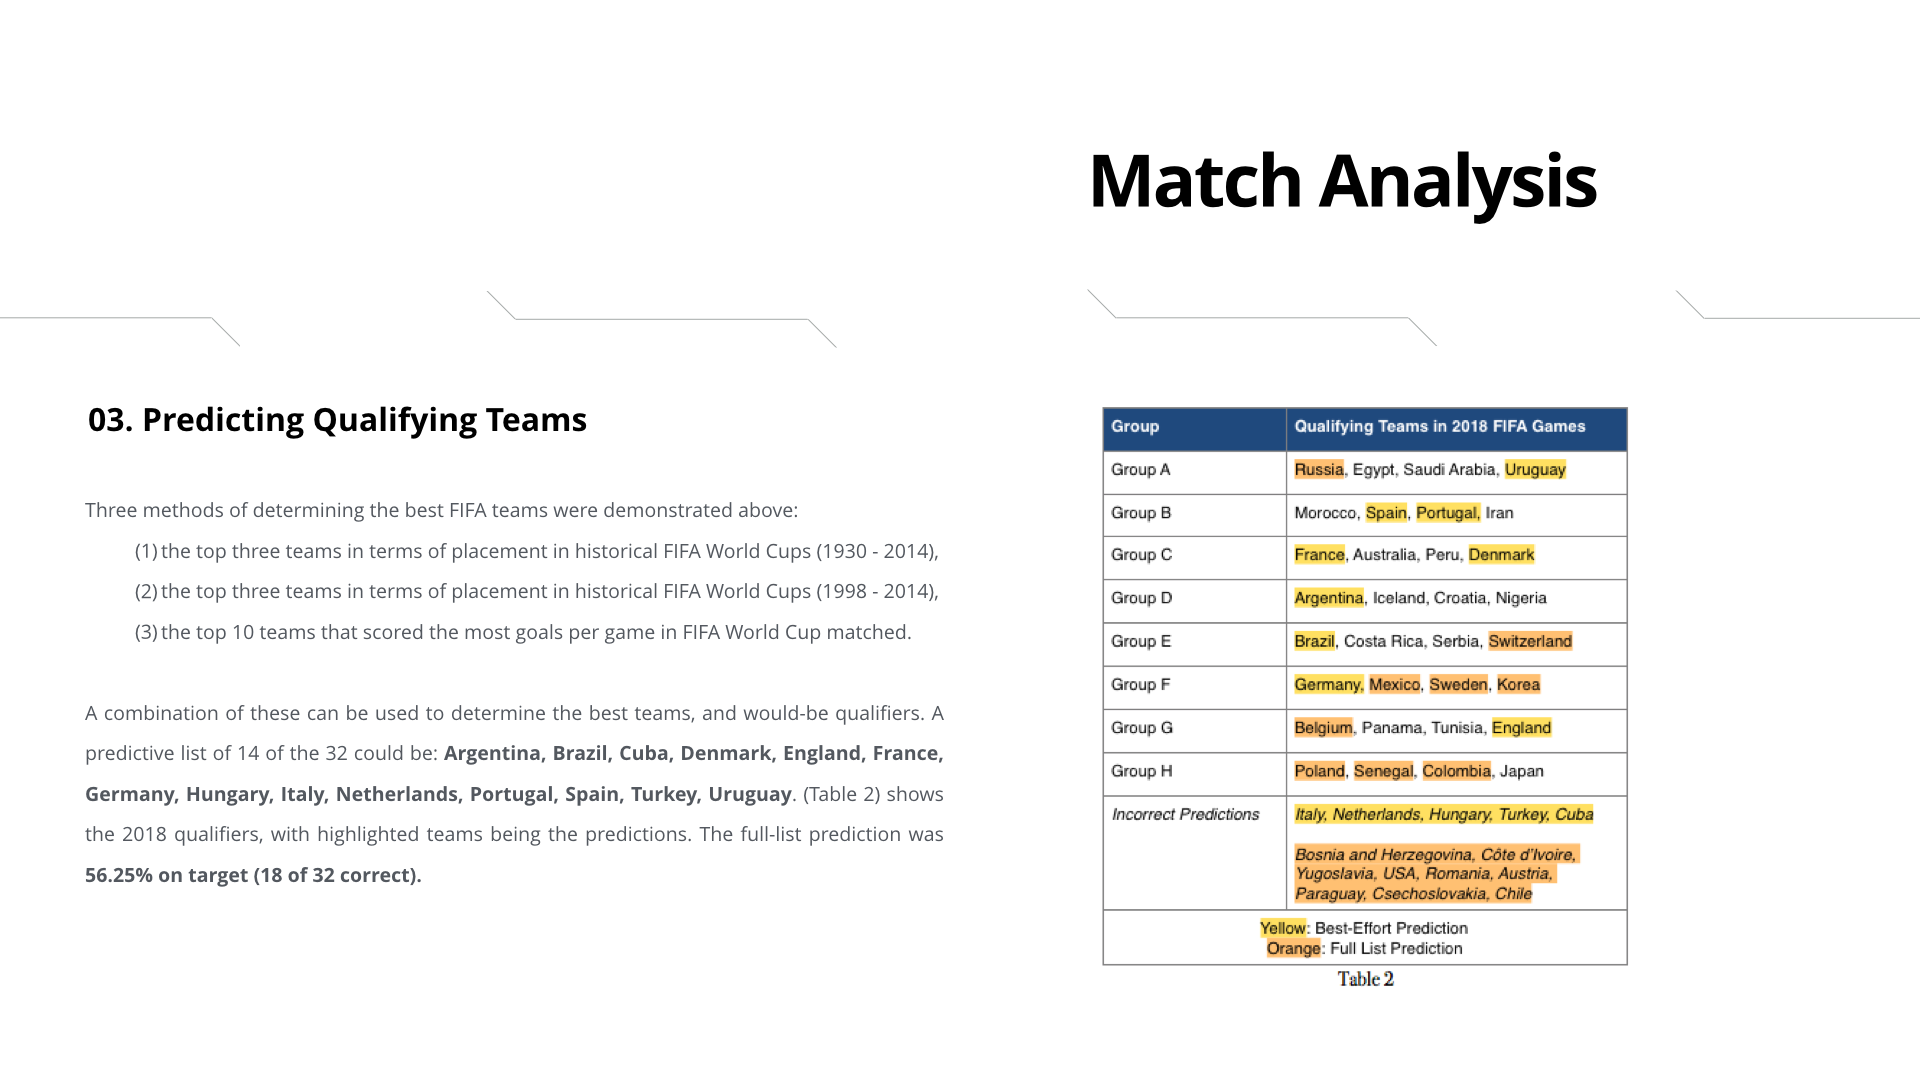 Match Analysis
03. Predicting Qualifying Teams
Three methods of determining the best FIFA teams were demonstrated above:
(1) the top three teams in terms of placement in historical FIFA World Cups (1930 - 2014),
(2) the top three teams in terms of placement in historical FIFA World Cups (1998 - 2014),
(3) the top 10 teams that scored the most goals per game in FIFA World Cup matched.
A combination of these can be used to determine the best teams, and would-be qualifiers. A
predictive list of 14 of the 32 could be: Argentina, Brazil, Cuba, Denmark, England, France,
Germany, Hungary, Italy, Netherlands, Portugal, Spain, Turkey, Uruguay. (Table 2) shows
the 2018 qualifiers, with highlighted teams being the predictions. The full-list prediction was
56.25% on target (18 of 32 correct).
Group Qualifying Teams in 2018 FIFA Games
Group A Russia, Egypt, Saudi Arabia, Uruguay
Group B Morocco, Spain, Portugal, Iran
Group C France, Australia, Peru, Denmark
Group D Argentina, Iceland, Croatia, Nigeria
Group E Brazil, Costa Rica, Serbia, Switzerland
Group F Germany, Mexico, Sweden, Korea
Group G Belgium, Panama, Tunisia, England
Group H Poland, Senegal, Colombia, Japan
Incorrect Predictions Italy, Netherlands, Hungary, Turkey, Cuba
Bosnia and Herzegovina, Côte d'Ivoire,
Yugoslavia, USA, Romania, Austria,
Paraguay, Csechoslovakia, Chile
Yellow: Best-Effort Prediction
Orange: Full List Prediction
Table 2